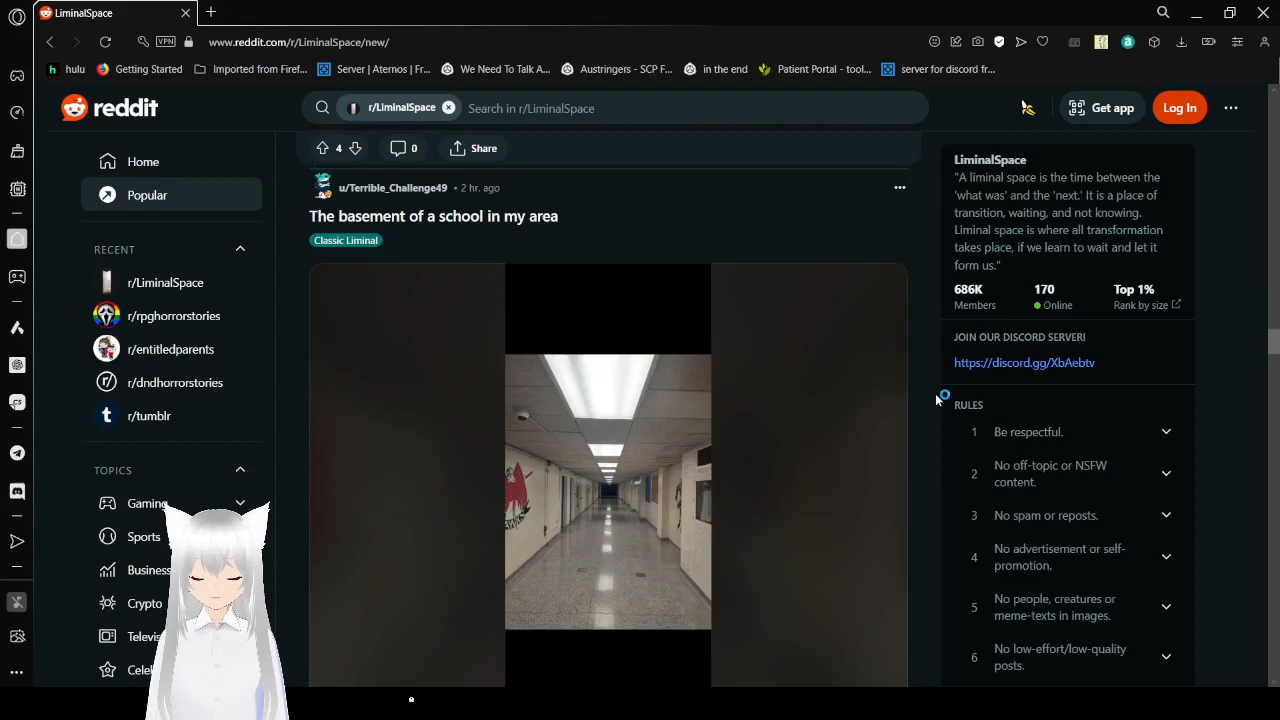 LiminalSpace
VPN
www.reddit.com/r/LiminalSpace/new/
hulu
Getting Started
Imported from Firef...
Server | Aternos | Fr...
We Need To Talk A...
Austringers - SCP F...
in the end
Patient Portal - tool...
server for discord fr...
reddit
r/LiminalSpace
Search in r/LiminalSpace
Get app
Log In
Home
Popular
RECENT
r/LiminalSpace
r/rpghorrorstories
r/entitledparents
r/dndhorrorstories
r/tumblr
TOPICS
Gaming
Sports
Business
Crypto
4
0
Share
u/Terrible_Challenge49 • 2 hr. ago
The basement of a school in my area
Classic Liminal
LiminalSpace
"A liminal space is the time between the
'what was' and the 'next.' It is a place of
transition, waiting, and not knowing.
Liminal space is where all transformation
takes place, if we learn to wait and let it
form us."
686K
Members
170
Online
Top 1%
Rank by size
JOIN OUR DISCORD SERVER!
https://discord.gg/XbAebtv
RULES
1 Be respectful.
2 No off-topic or NSFW
content.
3 No spam or reposts.
4 No advertisement or self-
promotion.
5 No people, creatures or
meme-texts in images.
6 No low-effort/low-quality
posts.